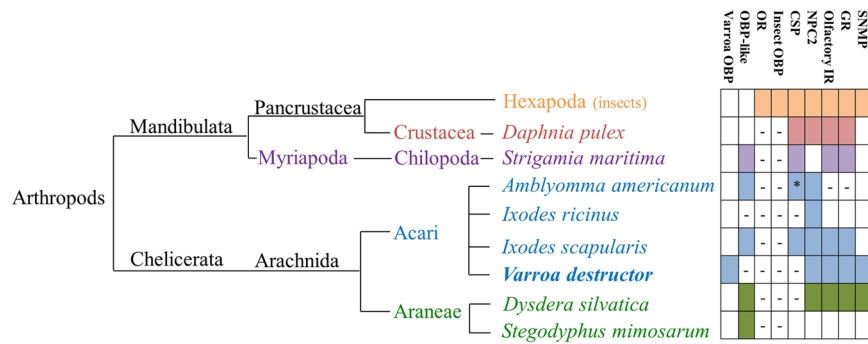 Varroa OBP
OBP-like
OR
Insect OBP
CSP
NPC2
Olfactory IR
GR
SNMP
Hexapoda (insects)
Pancrustacea
Mandibulata
Crustacea
Daphnia pulex - -
Myriapoda
Chilopoda
Strigamia maritima - -
Amblyomma americanum - - * - -
Arthropods
Ixodes ricinus - - - -
Acari
Ixodes scapularis - -
Chelicerata
Arachnida
Varroa destructor - - -
Dysdera silvatica - - -
Araneae
Stegodyphus mimosarum - -